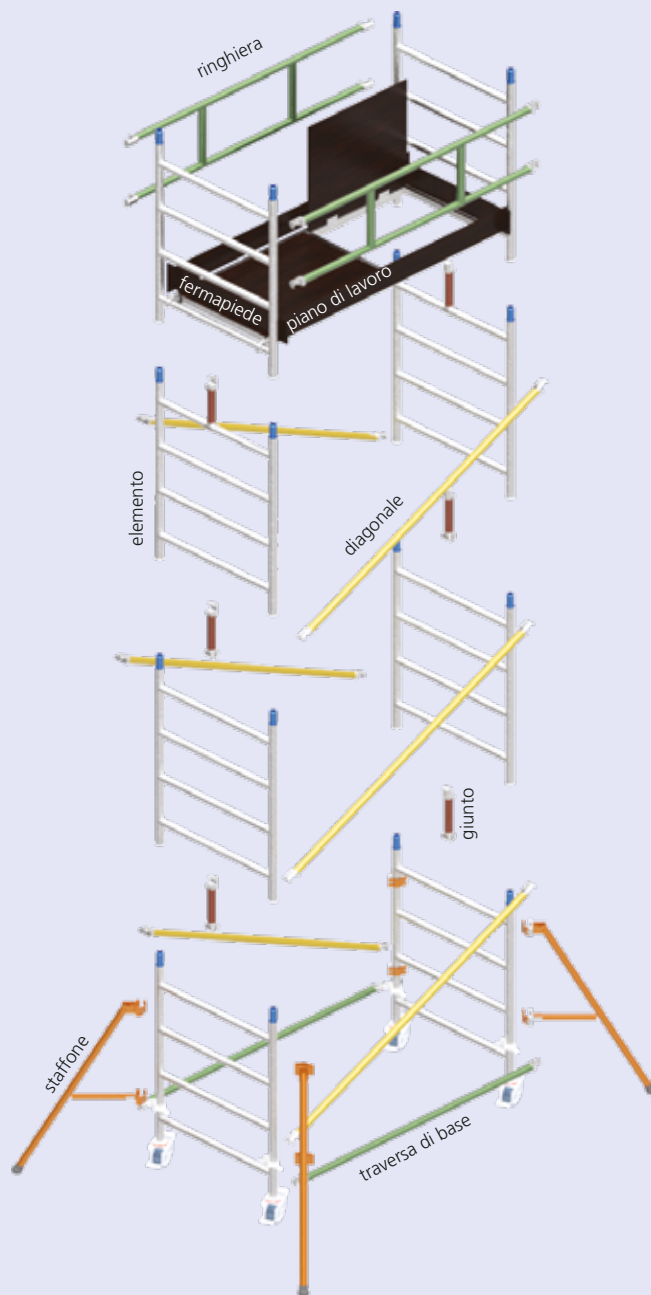 ringhiera
fermapiede
piano di lavoro
elemento
diagonale
giunto
staffone
traversa di base